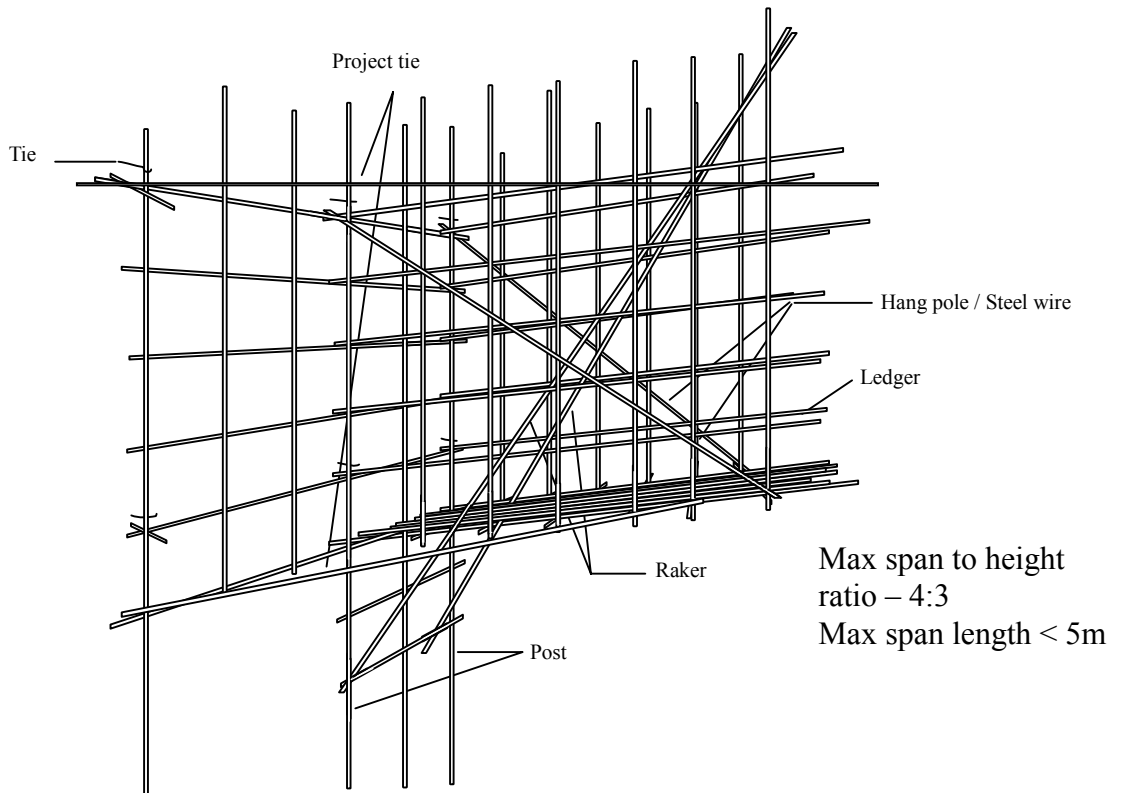 Project tie
Tie
Hang pole / Steel wire
Ledger
Raker
Post
Max span to height
ratio – 4:3
Max span length < 5m